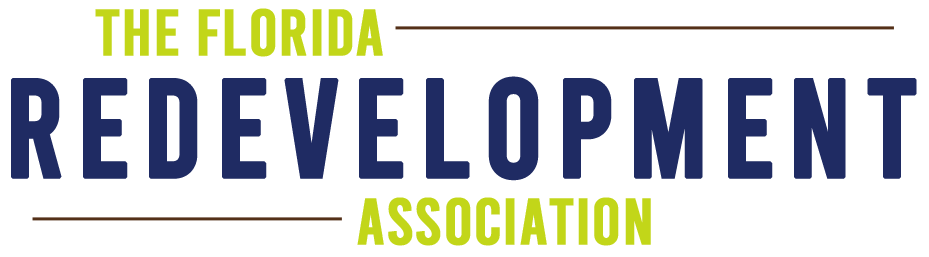 THE FLORIDA
REDEVELOPMENT
ASSOCIATION